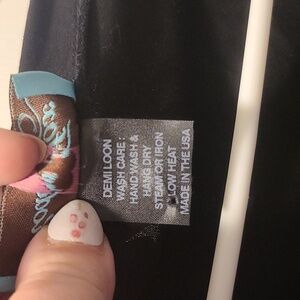 DEMI LOON
WASH CARE :
HAND WASH &
HANG DRY
STEAM OR IRON
LOW HEAT
MADE IN THE USA